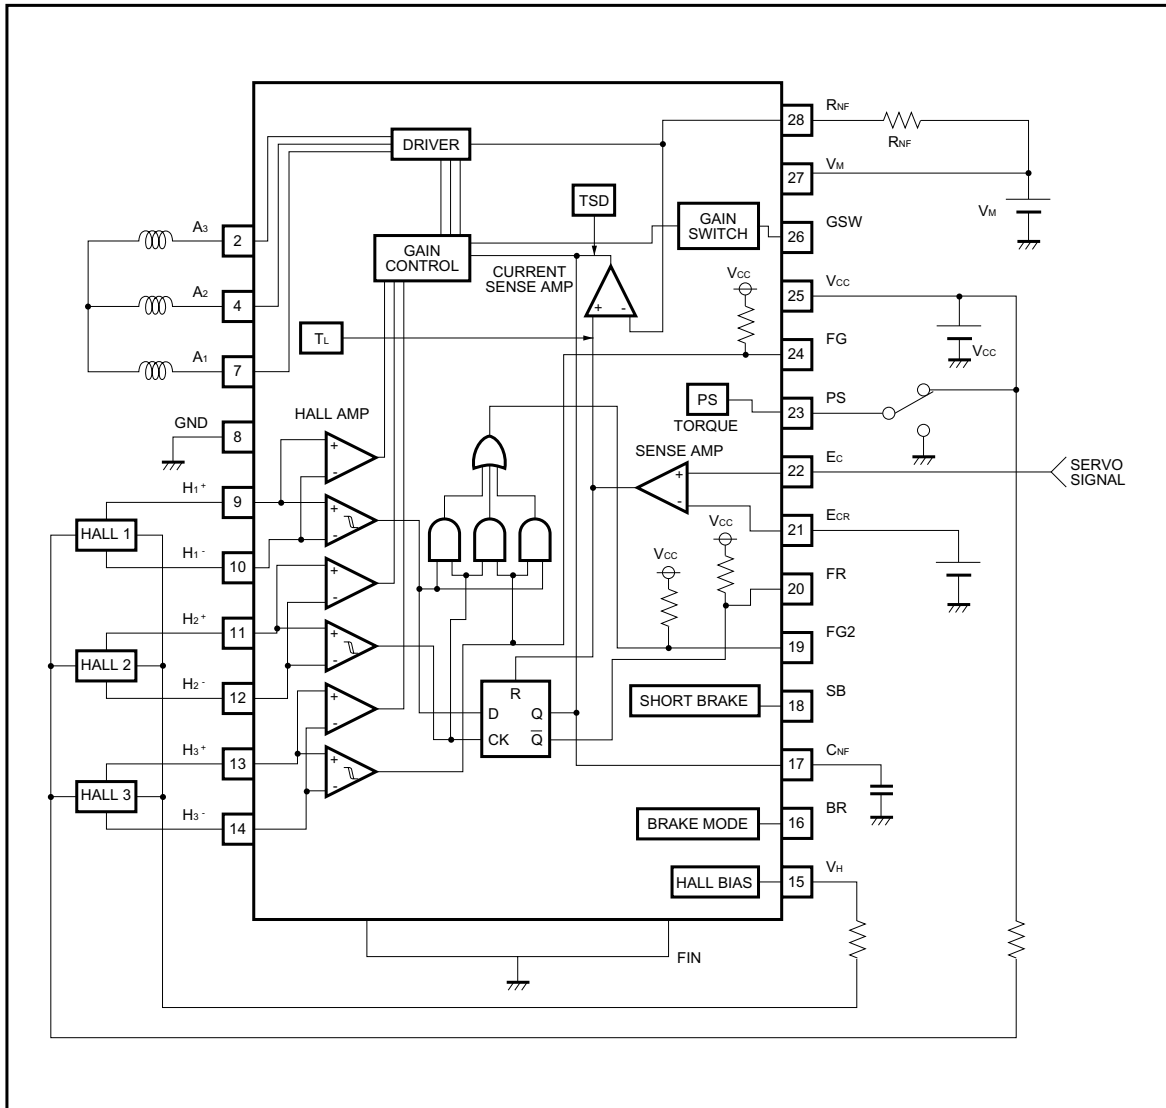 28
RNF
RNF
27
VM
VM
26
GSW
25
VCC
VCC
24
FG
23
PS
22
EC
SERVO
SIGNAL
21
ECR
20
FR
19
FG2
18
SB
17
CNF
16
BR
15
VH
FIN
DRIVER
TSD
GAIN
SWITCH
GAIN
CONTROL
CURRENT
SENSE AMP
+
-
VCC
TL
PS
TORQUE
SENSE AMP
+
-
VCC
VCC
HALL AMP
+
-
+
-
+
-
+
-
+
-
+
-
R
D
Q
CK
Q̅
SHORT BRAKE
BRAKE MODE
HALL BIAS
A3
2
A2
4
A1
7
GND
8
H1+
9
HALL 1
H1-
10
H2+
11
HALL 2
H2-
12
H3+
13
HALL 3
H3-
14